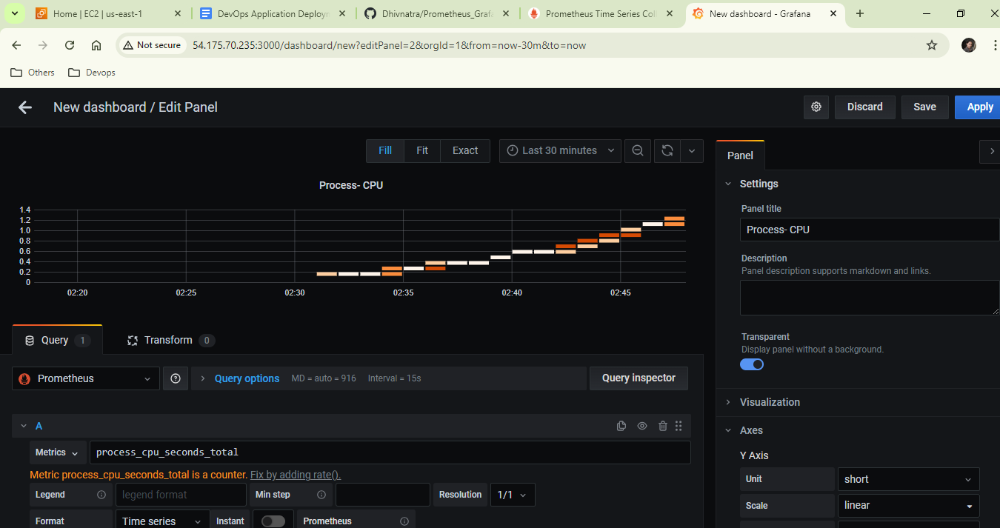 Home | EC2 | us-east-1
DevOps Application Deploym
Dhivnatra/Prometheus_Grafa
Prometheus Time Series Coll
New dashboard - Grafana
Not secure
54.175.70.235:3000/dashboard/new?editPanel=2&orgId=1&from=now-30m&to=now
Others
Devops
New dashboard / Edit Panel
Discard
Save
Apply
Fill
Fit
Exact
Last 30 minutes
Process- CPU
1.4
1.2
1.0
0.8
0.6
0.4
0.2
0
02:20
02:25
02:30
02:35
02:40
02:45
Query 1
Transform 0
Prometheus
Query options
MD = auto = 916
Interval = 15s
Query inspector
A
Metrics
process_cpu_seconds_total
Metric process_cpu_seconds_total is a counter. Fix by adding rate().
Legend
legend format
Min step
Resolution
1/1
Format
Time series
Instant
Prometheus
Panel
Settings
Panel title
Process- CPU
Description
Panel description supports markdown and links.
Transparent
Display panel without a background.
Visualization
Axes
Y Axis
Unit
short
Scale
linear